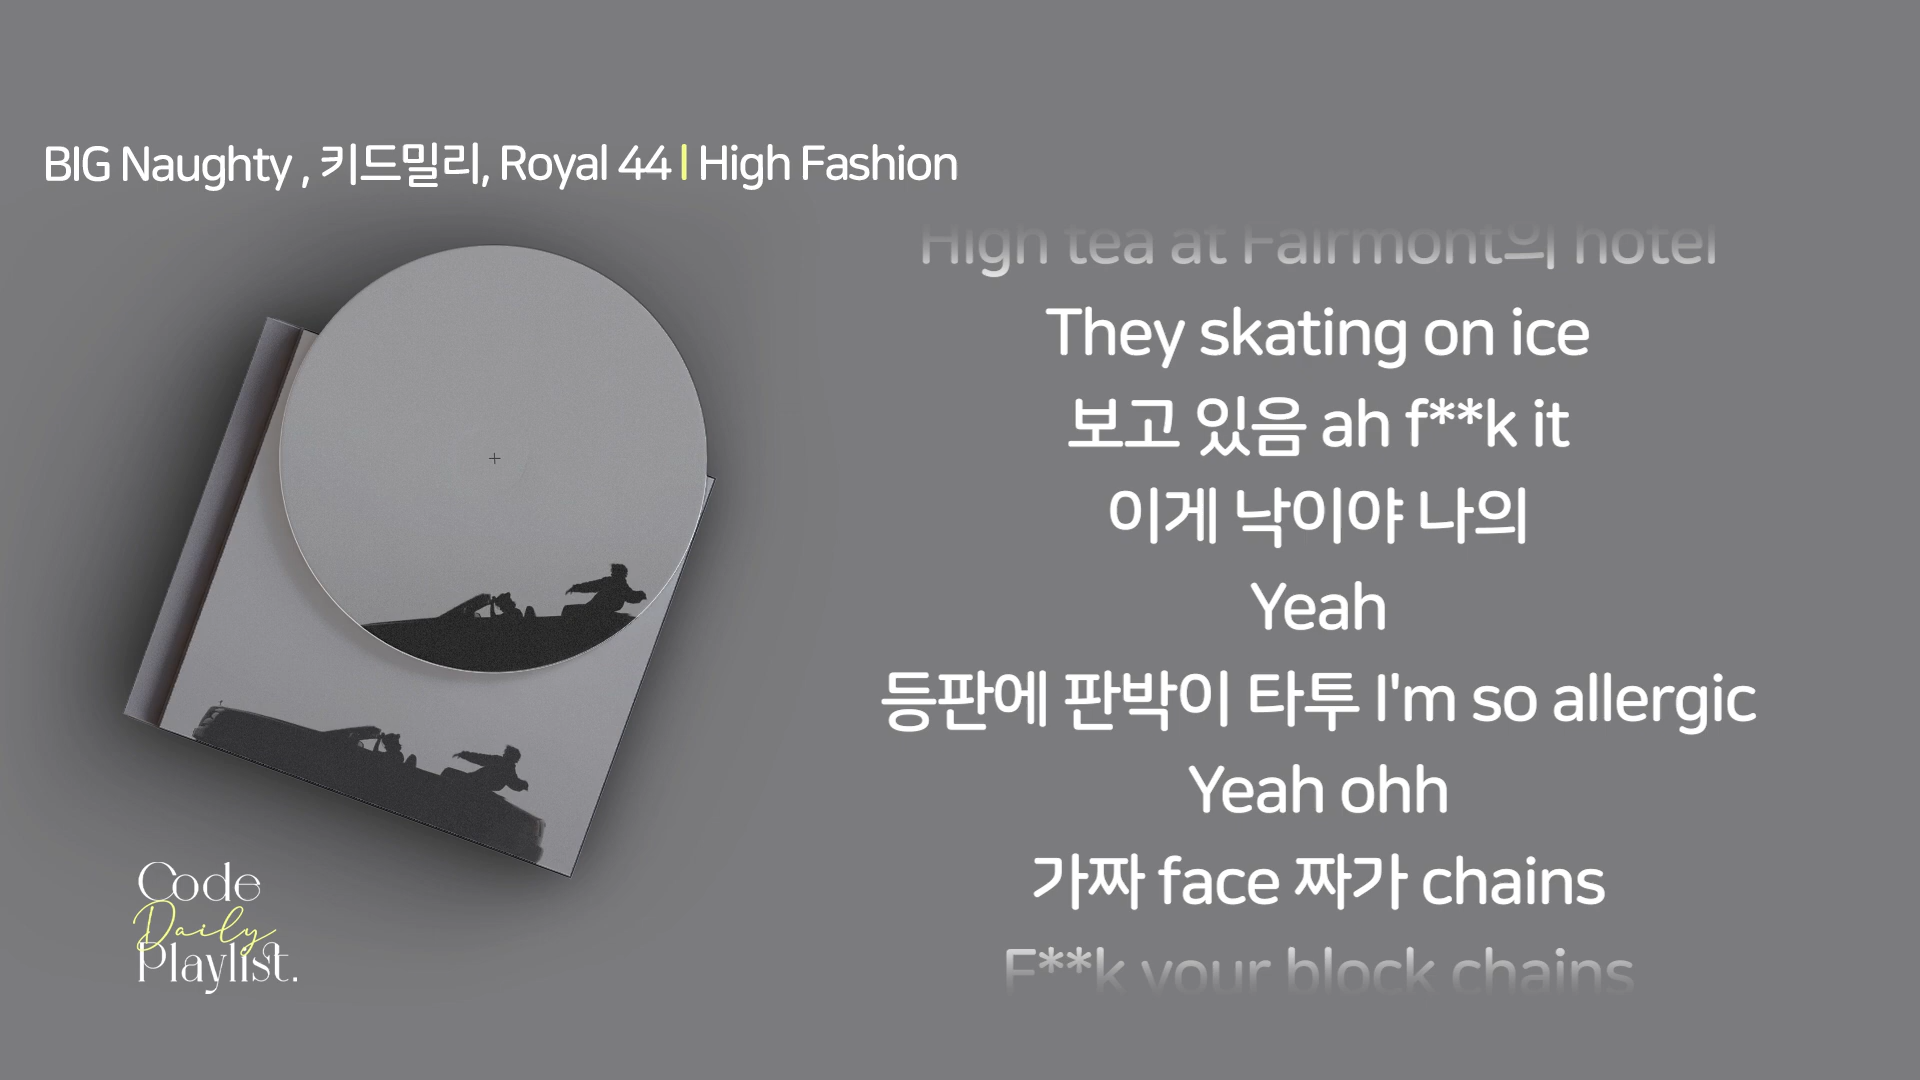 BIG Naughty , 키드밀리, Royal 44 | High Fashion
High tea at Fairmont의 hotel
They skating on ice
보고 있음 ah f**k it
이게 낙이야 나의
Yeah
등판에 판박이 타투 I'm so allergic
Yeah ohh
가짜 face 짜가 chains
F**k your block chains
Code
Daily
Playlist.